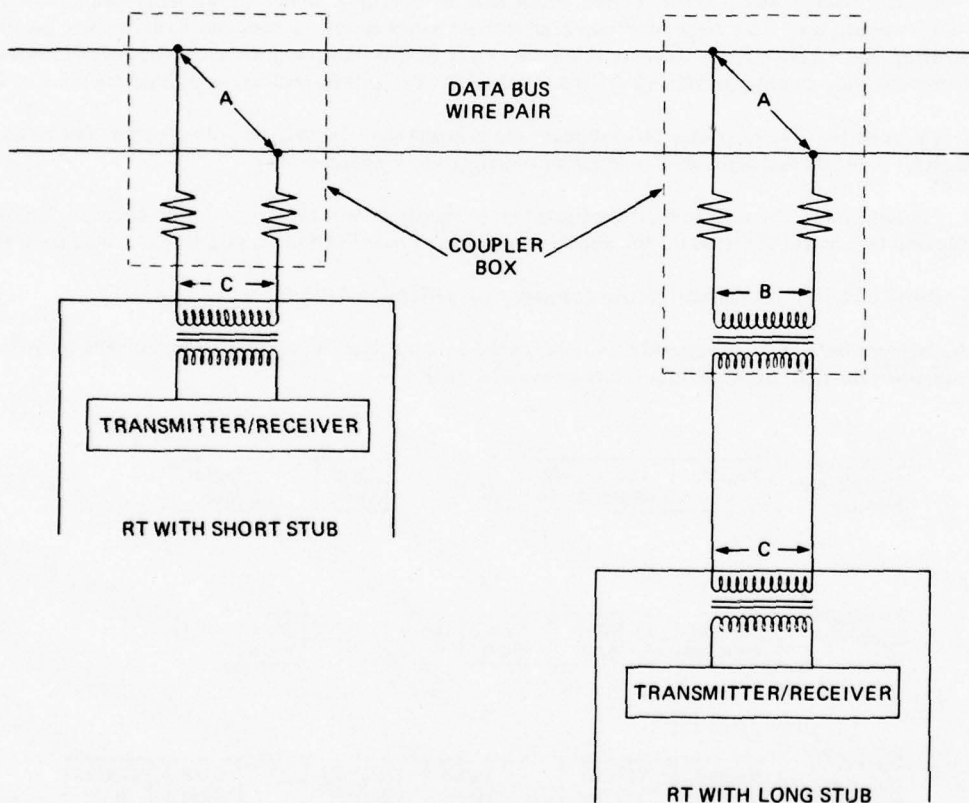 A
DATA BUS
WIRE PAIR
A
COUPLER
BOX
C
B
TRANSMITTER/RECEIVER
RT WITH SHORT STUB
C
TRANSMITTER/RECEIVER
RT WITH LONG STUB